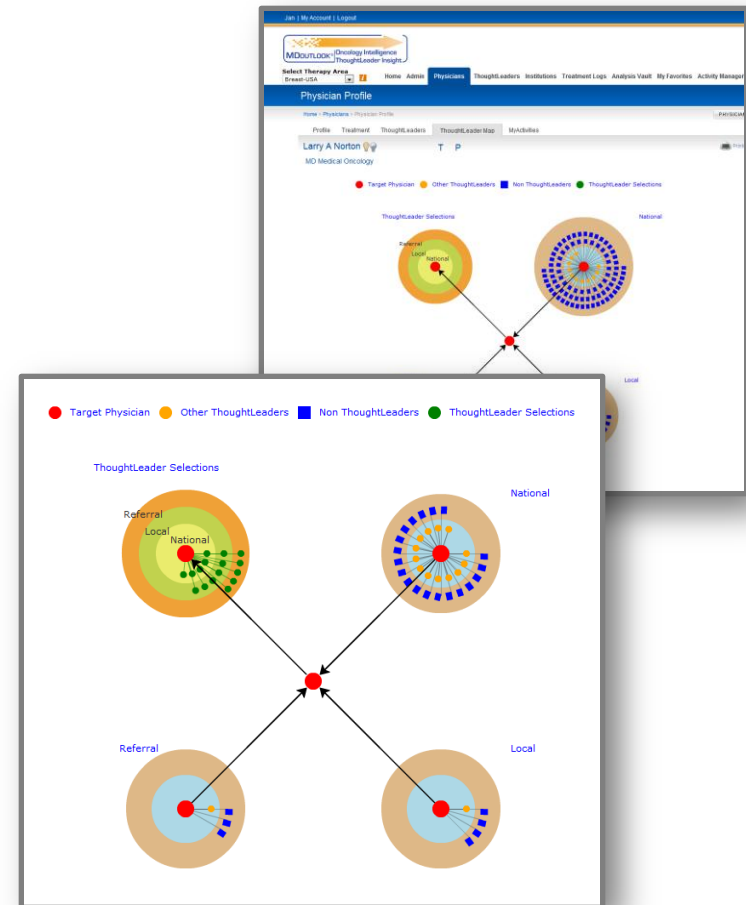 Jan | My Account | Logout
MDOUTLOOK® Oncology Intelligence
ThoughtLeader Insight
Select Therapy Area
Breast-USA
Home Admin Physicians ThoughtLeaders Institutions Treatment Logs Analysis Vault My Favorites Activity Manager
Physician Profile
Home > Physicians > Physician Profile
PHYSICIAN
Profile Treatment ThoughtLeaders ThoughtLeader Map MyActivities
Larry A Norton T P
MD Medical Oncology
Target Physician Other ThoughtLeaders Non ThoughtLeaders ThoughtLeader Selections
ThoughtLeader Selections
National
Referral
Local
National
Local
Target Physician Other ThoughtLeaders Non ThoughtLeaders ThoughtLeader Selections
ThoughtLeader Selections
National
Referral
Local
National
Referral
Local